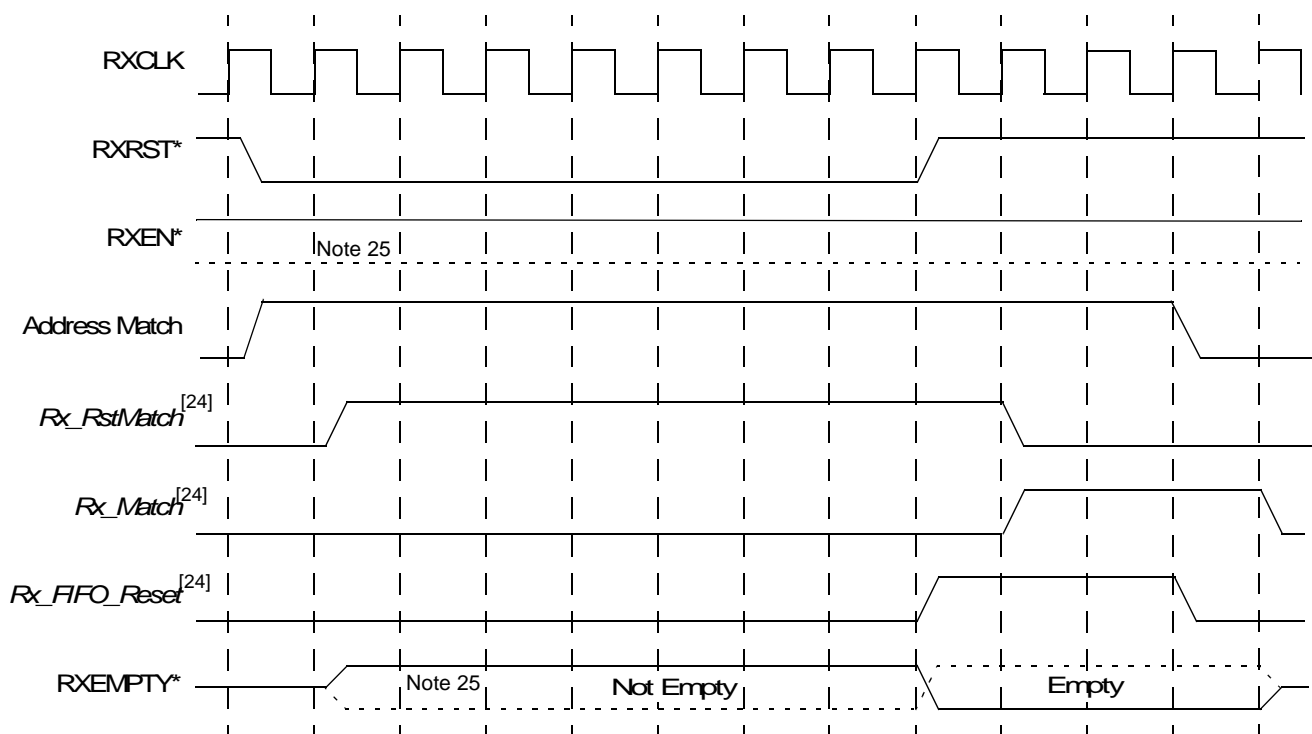 RXCLK
RXRST*
RXEN*
Note 25
Address Match
Rx_RstMatch[24]
Rx_Match[24]
Rx_FIFO_Reset[24]
RXEMPTY*
Note 25
Not Empty
Empty